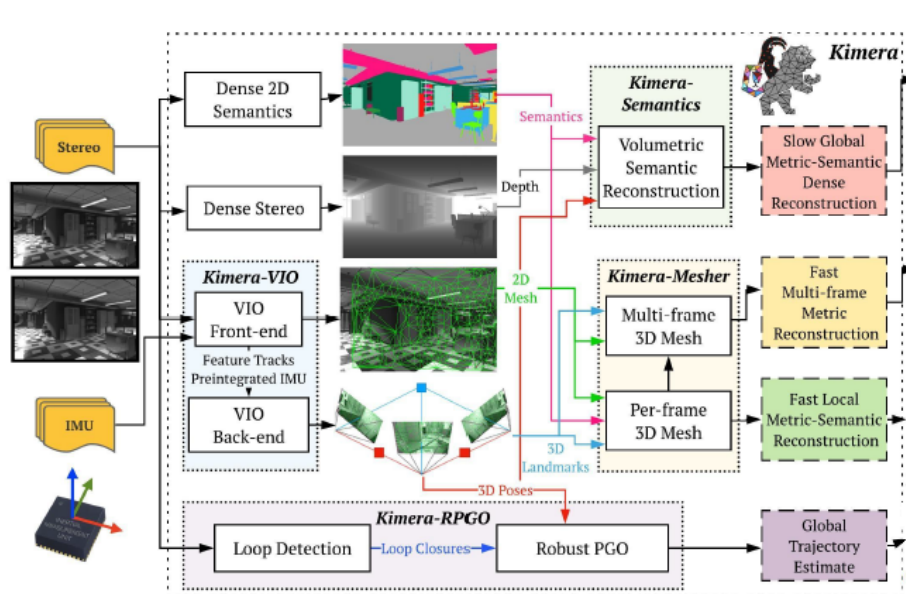 Kimera
Dense 2D
Semantics
Kimera-
Semantics
Semantics
Stereo
Volumetric
Semantic
Reconstruction
Slow Global
Metric-Semantic
Dense
Reconstruction
Depth
Dense Stereo
Kimera-VIO
Kimera-Mesher
2D
Mesh
VIO
Front-end
Multi-frame
3D Mesh
Fast
Multi-frame
Metric
Reconstruction
Feature Tracks
Preintegrated IMU
IMU
VIO
Back-end
Per-frame
3D Mesh
Fast Local
Metric-Semantic
Reconstruction
3D
Landmarks
3D Poses
Kimera-RPGO
Loop Detection
Loop Closures
Robust PGO
Global
Trajectory
Estimate